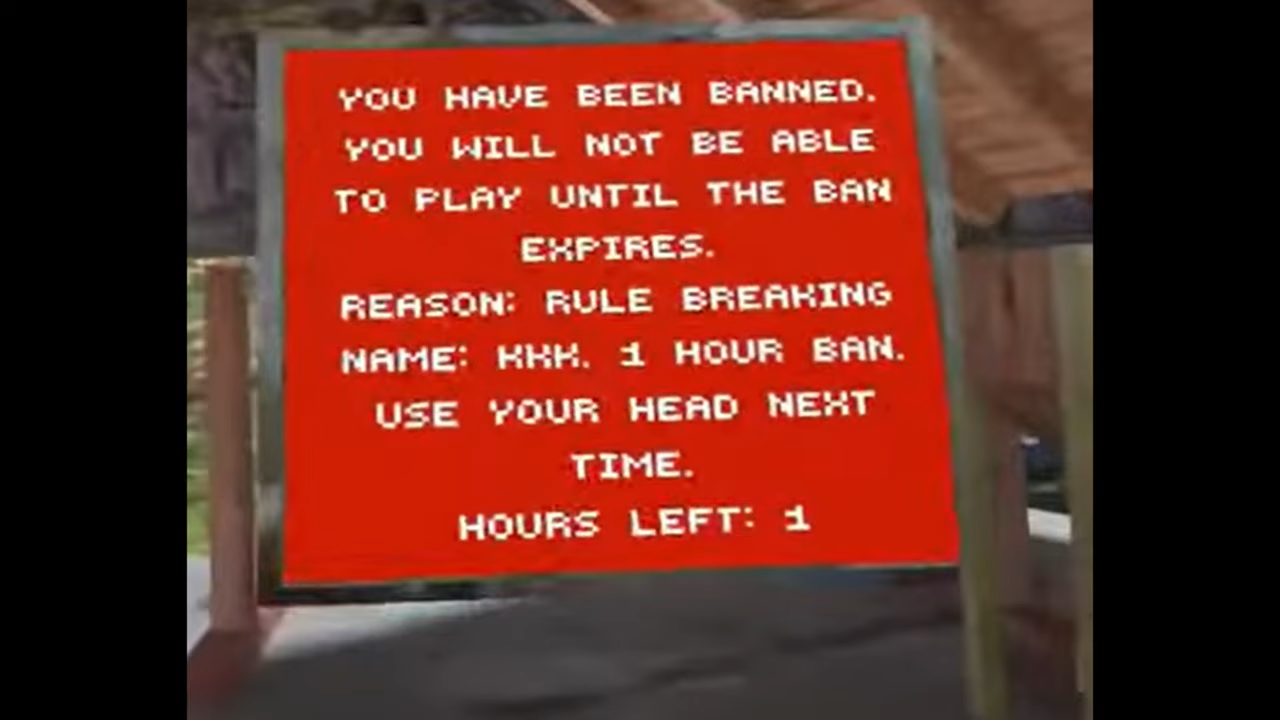 YOU HAVE BEEN BANNED.
YOU WILL NOT BE ABLE
TO PLAY UNTIL THE BAN
EXPIRES.
REASON: RULE BREAKING
NAME: KKK. 1 HOUR BAN.
USE YOUR HEAD NEXT
TIME.
HOURS LEFT: 1